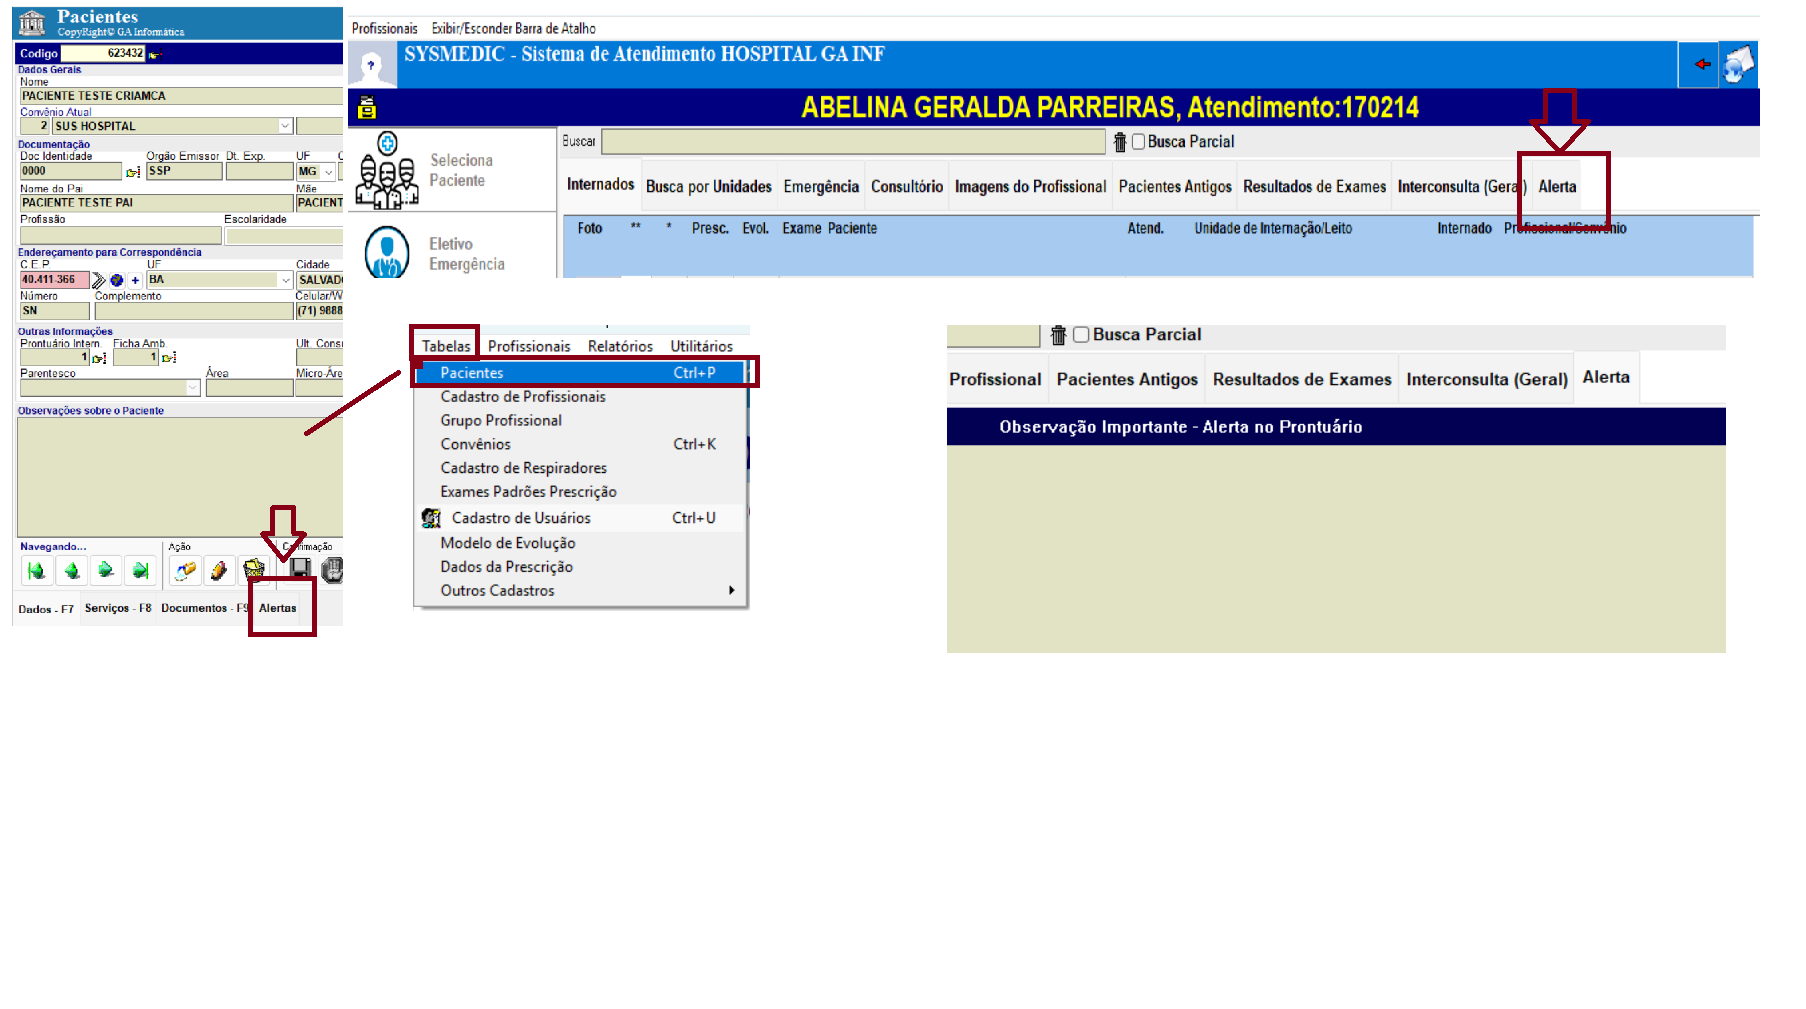 Pacientes
CopyRight© GA Informática
Codigo 623432
Dados Gerais
Nome
PACIENTE TESTE CRIAMCA
Convênio Atual
2 SUS HOSPITAL
Documentação
Doc Identidade Orgão Emissor Dt. Exp. UF
0000 SSP MG
Nome do Pai Mãe
PACIENTE TESTE PAI PACIENT
Profissão Escolaridade
Endereçamento para Correspondência
C.E.P UF Cidade
40.411-366 + BA SALVAD
Número Complemento Celular/W
SN (71) 9888
Outras Informações
Prontuário Intern. Ficha Amb. Ult. Cons
1 1
Parentesco Área Micro-Áre
Observações sobre o Paciente
Navegando... Ação
Dados - F7 Serviços - F8 Documentos - F9 Alertas
Profissionais Exibir/Esconder Barra de Atalho
SYSMEDIC - Sistema de Atendimento HOSPITAL GA INF
ABELINA GERALDA PARREIRAS, Atendimento:170214
Seleciona
Paciente
Eletivo
Emergência
Buscar Busca Parcial
Internados Busca por Unidades Emergência Consultório Imagens do Profissional Pacientes Antigos Resultados de Exames Interconsulta (Geral) Alerta
Foto ** * Presc. Evol. Exame Paciente Atend. Unidade de Internação/Leito Internado Profissional/Convênio
Tabelas Profissionais Relatórios Utilitários
Pacientes Ctrl+P
Cadastro de Profissionais
Grupo Profissional
Convênios Ctrl+K
Cadastro de Respiradores
Exames Padrões Prescrição
Cadastro de Usuários Ctrl+U
Modelo de Evolução
Dados da Prescrição
Outros Cadastros
Busca Parcial
Profissional Pacientes Antigos Resultados de Exames Interconsulta (Geral) Alerta
Observação Importante - Alerta no Prontuário